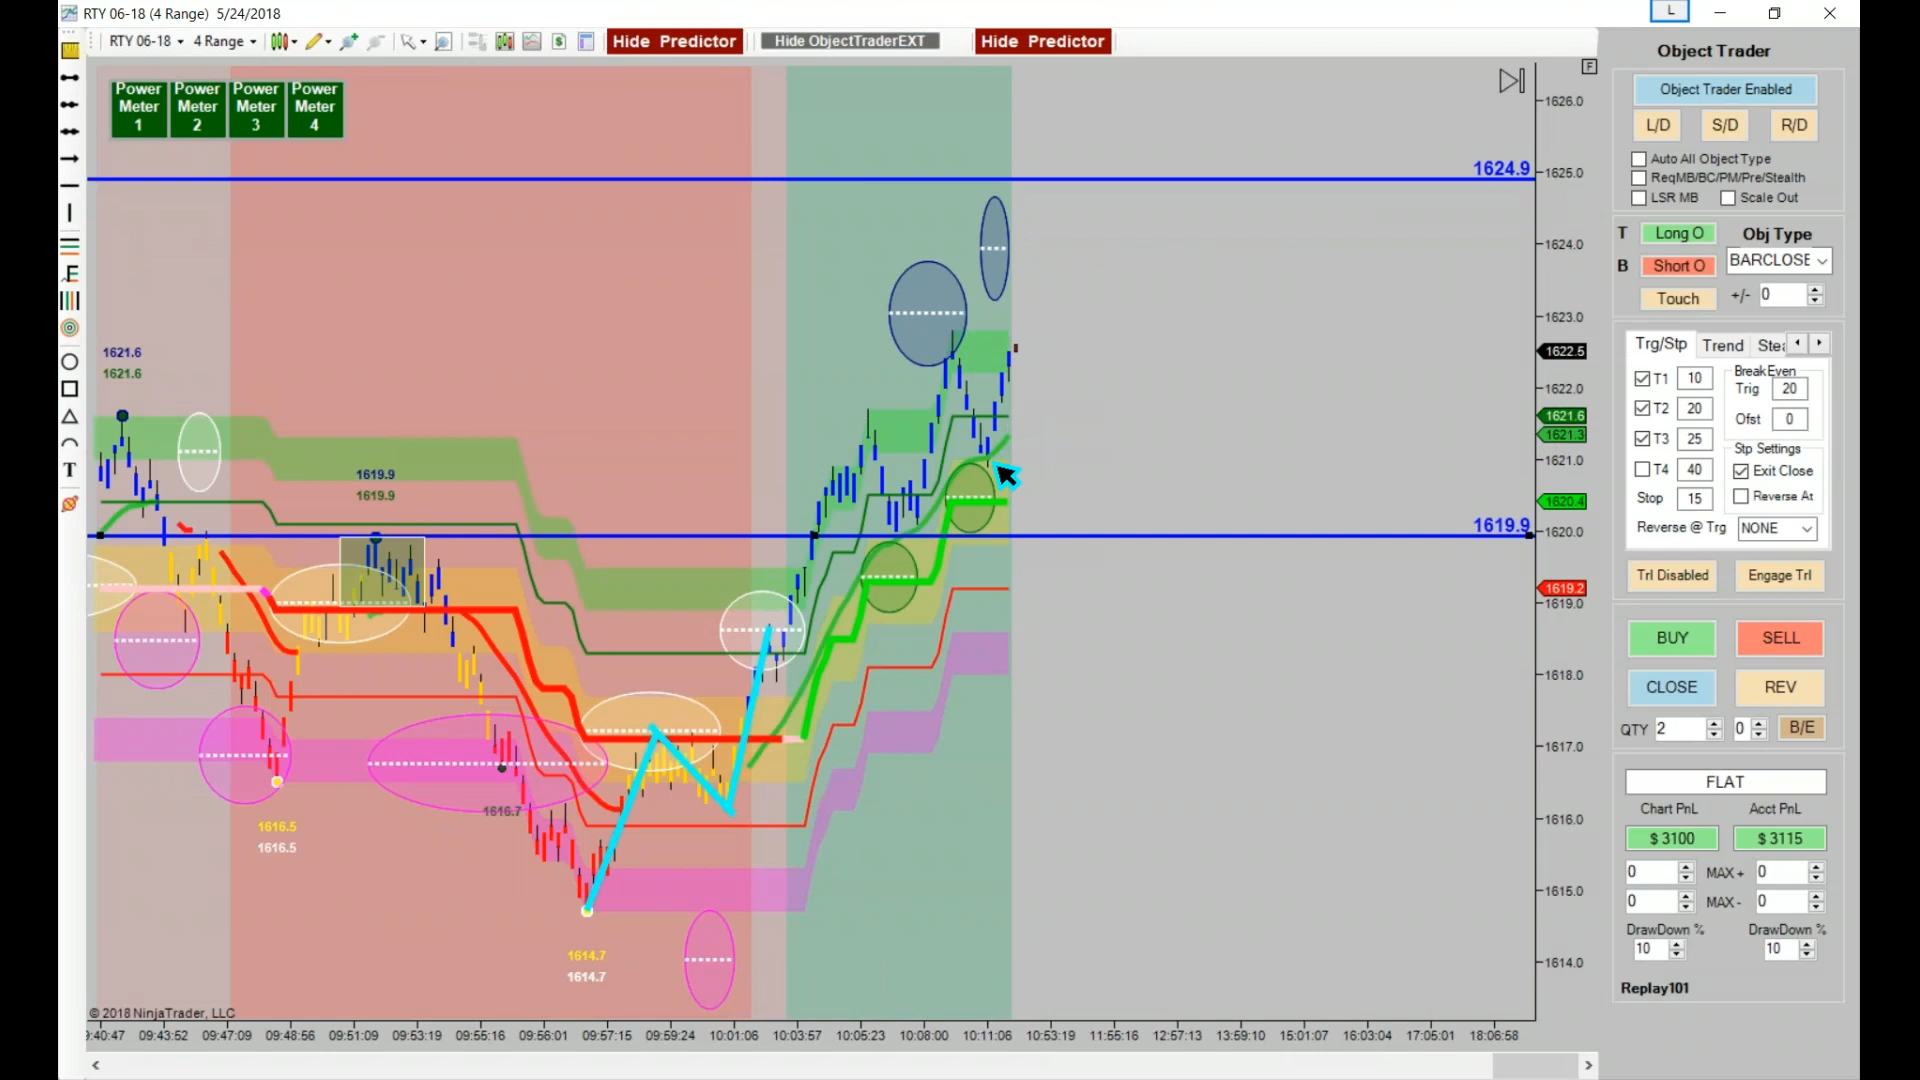 RTY 06-18 (4 Range)  5/24/2018
L
RTY 06-18
4 Range
Hide Predictor
Hide ObjectTraderEXT
Hide Predictor
Power Meter 1
Power Meter 2
Power Meter 3
Power Meter 4
F
1624.9
1621.6
1621.6
1619.9
1619.9
1619.9
1616.5
1616.5
1616.7
1614.7
1614.7
1626.0
1625.0
1624.0
1623.0
1622.5
1622.0
1621.6
1621.3
1621.0
1620.4
1620.0
1619.2
1619.0
1618.0
1617.0
1616.0
1615.0
1614.0
© 2018 NinjaTrader, LLC
9:40:47 09:43:52 09:47:09 09:48:56 09:51:09 09:53:19 09:55:16 09:56:01 09:57:15 09:59:24 10:01:06 10:03:57 10:05:23 10:08:00 10:11:06 10:53:19 11:55:16 12:57:13 13:59:10 15:01:07 16:03:04 17:05:01 18:06:58
Object Trader
Object Trader Enabled
L/D S/D R/D
Auto All Object Type
ReqMB/BC/PM/Pre/Stealth
LSR MB Scale Out
T Long O Obj Type
B Short O BARCLOSE
Touch +/- 0
Trg/Stp Trend Stea
BreakEven
T1 10 Trig 20
T2 20 Ofst 0
T3 25 Stp Settings
T4 40 Exit Close
Stop 15 Reverse At
Reverse @ Trg NONE
Trl Disabled Engage Trl
BUY SELL
CLOSE REV
QTY 2 0 B/E
FLAT
Chart PnL Acct PnL
$ 3100 $ 3115
0 MAX + 0
0 MAX - 0
DrawDown % DrawDown %
10 10
Replay101